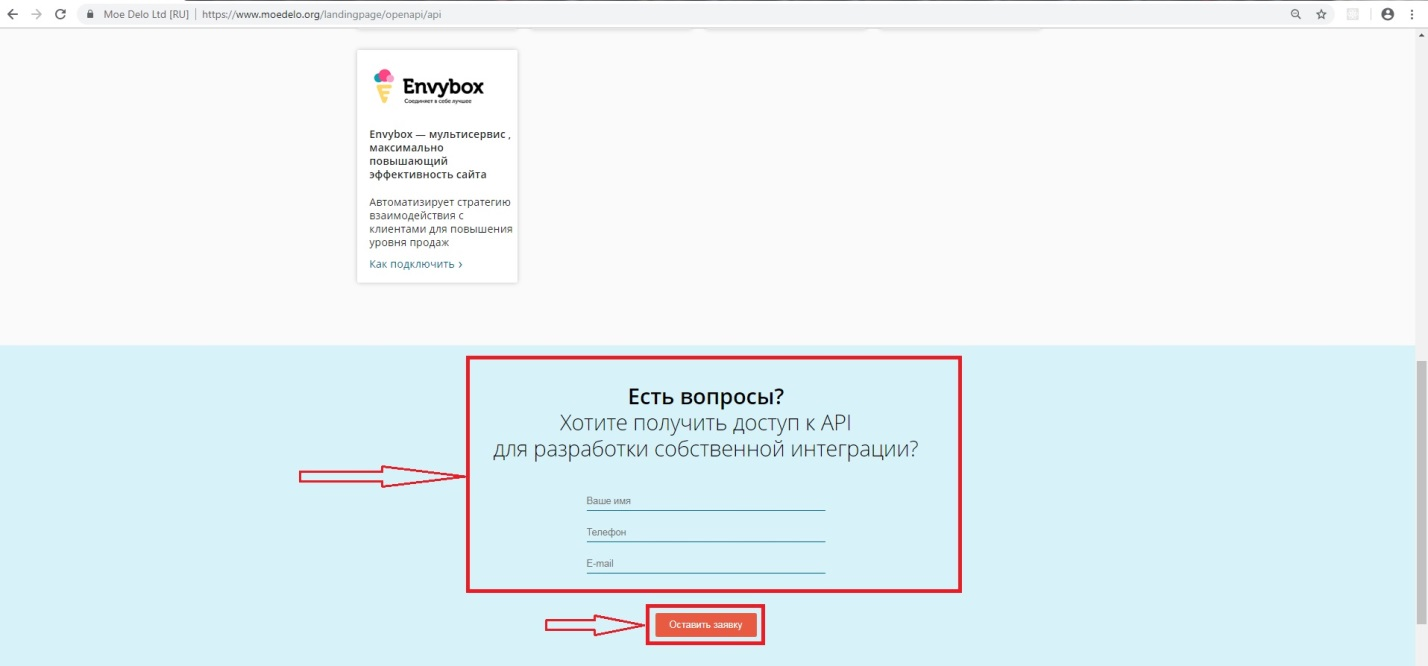 Moe Delo Ltd [RU] | https://www.moedelo.org/landingpage/openapi/api
Envybox
Соединяет в себе лучшее
Envybox — мультисервис ,
максимально
повышающий
эффективность сайта
Автоматизирует стратегию
взаимодействия с
клиентами для повышения
уровня продаж
Как подключить ›
Есть вопросы?
Хотите получить доступ к API
для разработки собственной интеграции?
Ваше имя
Телефон
E-mail
Оставить заявку